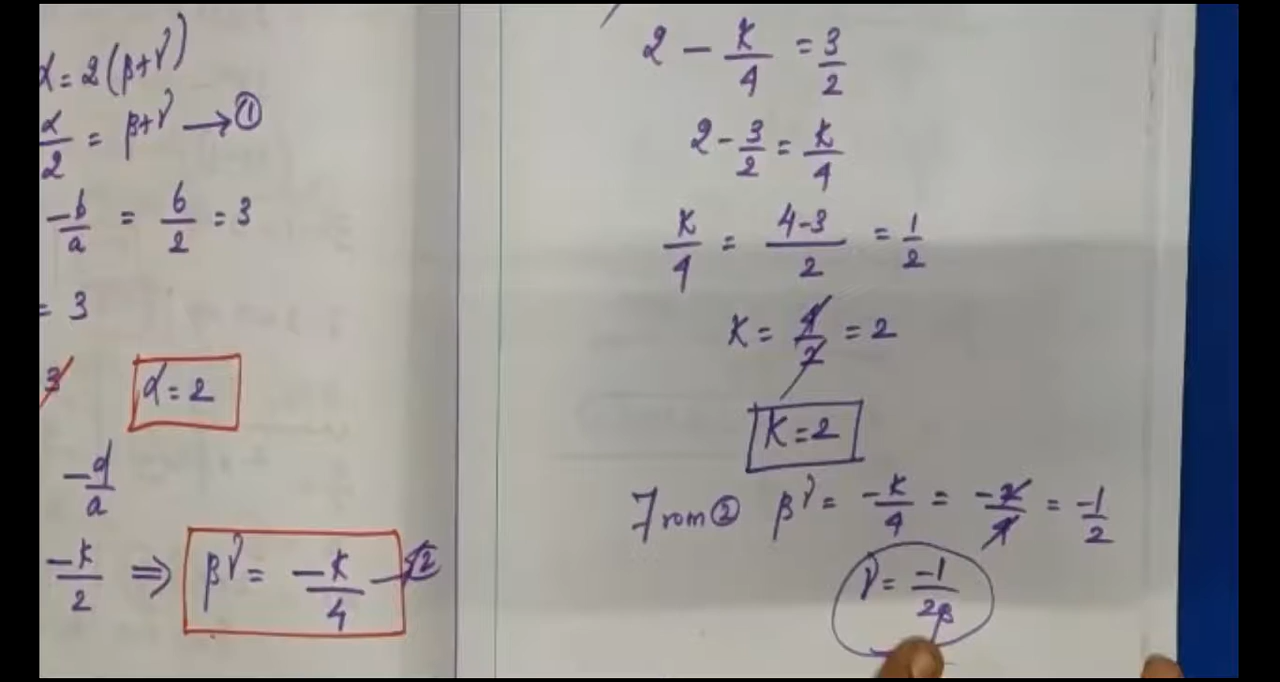 α = 2(β+γ)
α/2 = β+γ → ①
-b/a = 6/2 = 3
= 3
3 α = 2
-d/a
-k/2 ⇒ βγ = -k/4 - ②
2 - k/4 = 3/2
2 - 3/2 = k/4
k/4 = 4-3/2 = 1/2
K = 4/2 = 2
K = 2
From ② βγ = -k/4 = -2/4 = -1/2
γ = -1/2β